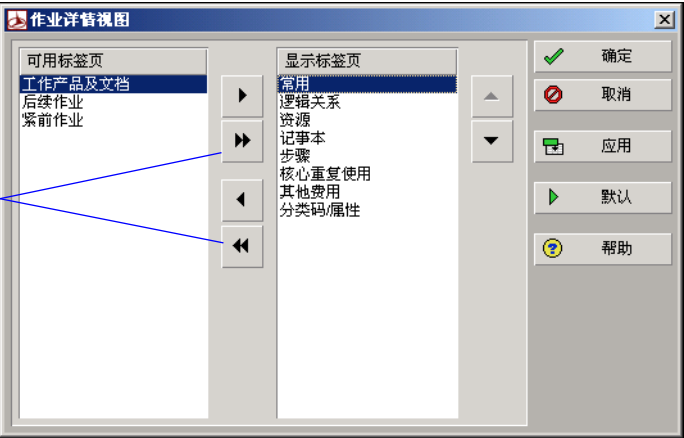 作业详情视图
可用标签页
工作产品及文档
后续作业
紧前作业
显示标签页
常用
逻辑关系
资源
记事本
步骤
核心重复使用
其他费用
分类码/属性
确定
取消
应用
默认
帮助